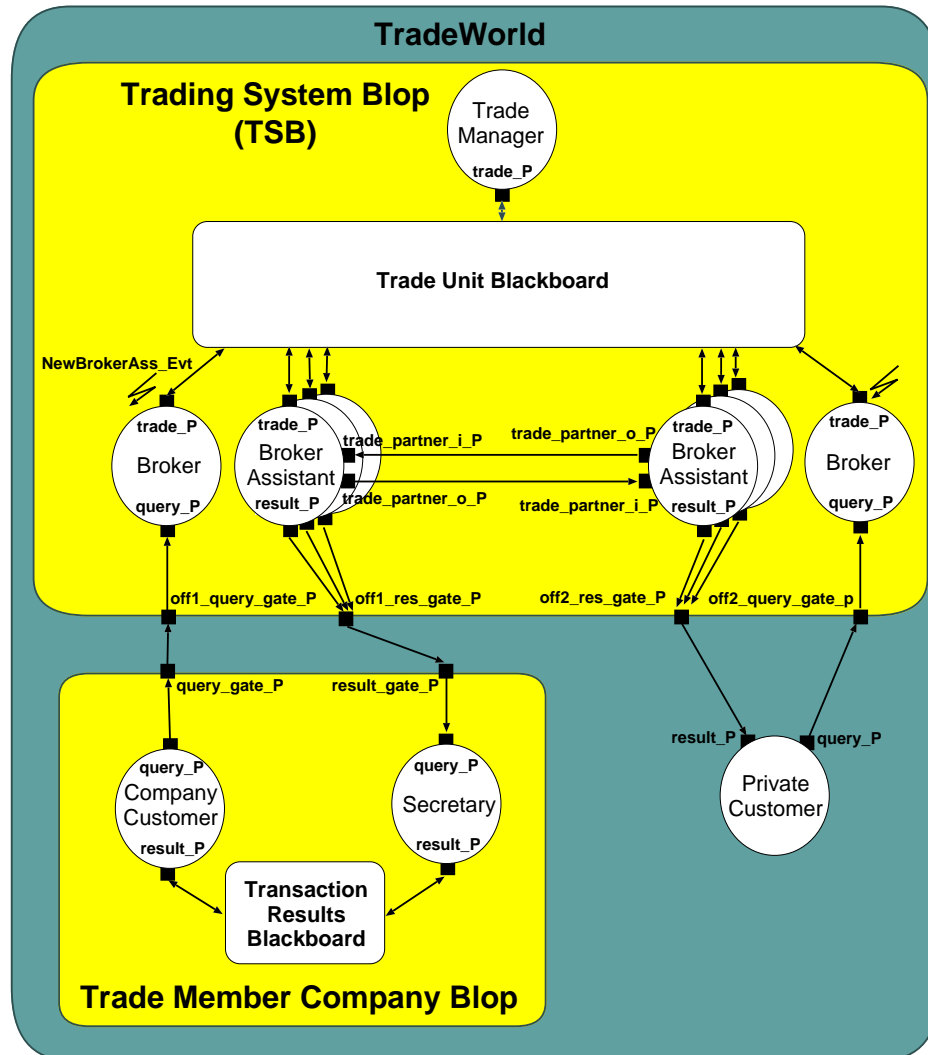 TradeWorld
Trading System Blop
(TSB)
Trade
Manager
trade_P
Trade Unit Blackboard
NewBrokerAss_Evt
trade_P
Broker
query_P
trade_P
Broker
Assistant
result_P
trade_partner_i_P
trade_partner_o_P
trade_partner_o_P
trade_partner_i_P
trade_P
Broker
Assistant
result_P
trade_P
Broker
query_P
off1_query_gate_P
off1_res_gate_P
off2_res_gate_P
off2_query_gate_p
query_gate_P
result_gate_P
query_P
Company
Customer
result_P
query_P
Secretary
result_P
result_P
query_P
Private
Customer
Transaction
Results
Blackboard
Trade Member Company Blop